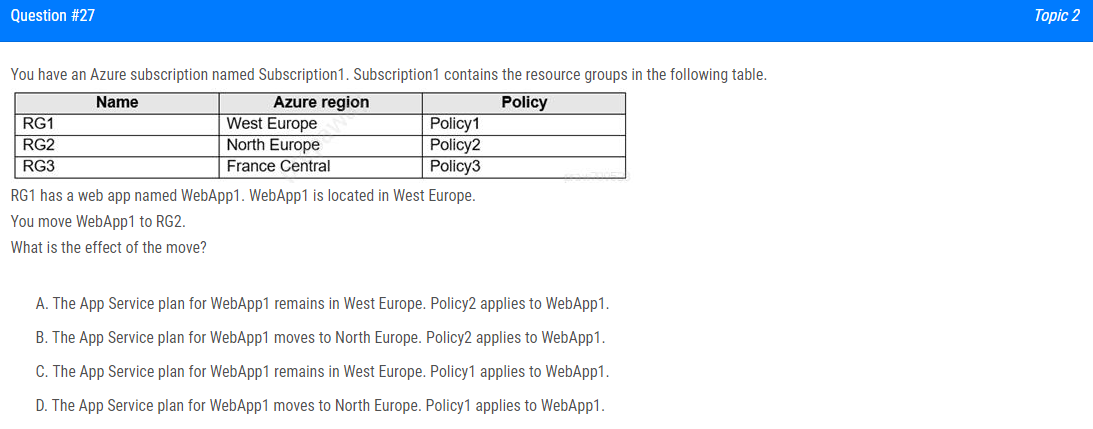 Question #27 Topic 2
You have an Azure subscription named Subscription1. Subscription1 contains the resource groups in the following table.
Name Azure region Policy
RG1 West Europe Policy1
RG2 North Europe Policy2
RG3 France Central Policy3
RG1 has a web app named WebApp1. WebApp1 is located in West Europe.
You move WebApp1 to RG2.
What is the effect of the move?
A. The App Service plan for WebApp1 remains in West Europe. Policy2 applies to WebApp1.
B. The App Service plan for WebApp1 moves to North Europe. Policy2 applies to WebApp1.
C. The App Service plan for WebApp1 remains in West Europe. Policy1 applies to WebApp1.
D. The App Service plan for WebApp1 moves to North Europe. Policy1 applies to WebApp1.